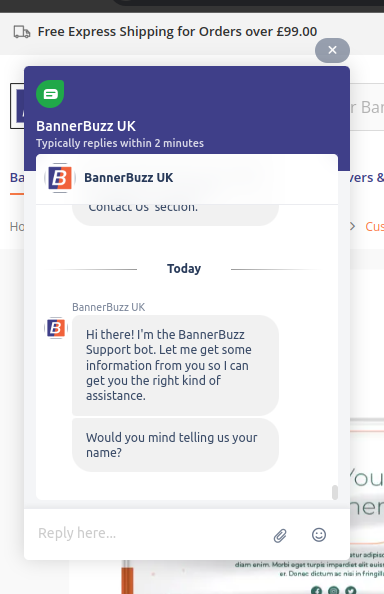 Free Express Shipping for Orders over £99.00
r Ban
BannerBuzz UK
Typically replies within 2 minutes
B BannerBuzz UK
Ba
vers &
Contact Us' section.
Ho
Cus
Today
BannerBuzz UK
B
Hi there! I'm the BannerBuzz
Support bot. Let me get some
information from you so I can
get you the right kind of
assistance.
Would you mind telling us your
name?
You
ner
Reply here...
etur adipisc
diam enim. Morbi eget turpis imperdiet elit euis
er. Donec dictum ac nisi in fringill